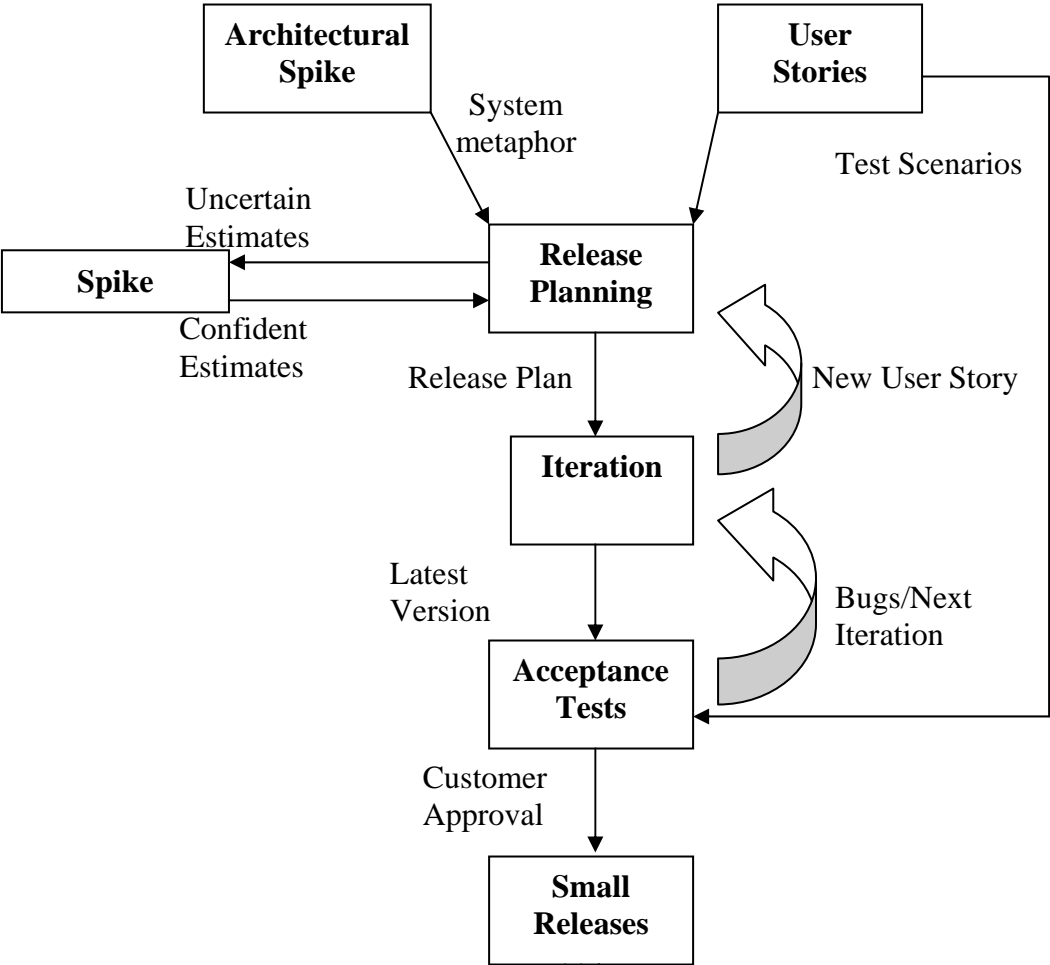 Architectural
Spike
User
Stories
System
metaphor
Test Scenarios
Uncertain
Estimates
Release
Planning
Spike
Confident
Estimates
Release Plan
New User Story
Iteration
Latest
Version
Bugs/Next
Iteration
Acceptance
Tests
Customer
Approval
Small
Releases